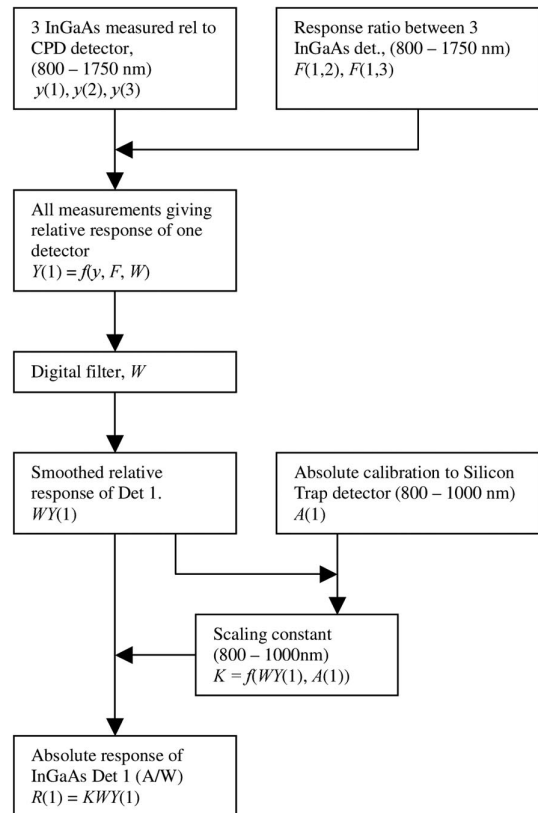 3 InGaAs measured rel to
CPD detector,
(800 – 1750 nm)
y(1), y(2), y(3)
Response ratio between 3
InGaAs det., (800 – 1750 nm)
F(1,2), F(1,3)
All measurements giving
relative response of one
detector
Y(1) = f(y, F, W)
Digital filter, W
Smoothed relative
response of Det 1.
WY(1)
Absolute calibration to Silicon
Trap detector (800 – 1000 nm)
A(1)
Scaling constant
(800 – 1000nm)
K = f(WY(1), A(1))
Absolute response of
InGaAs Det 1 (A/W)
R(1) = KWY(1)